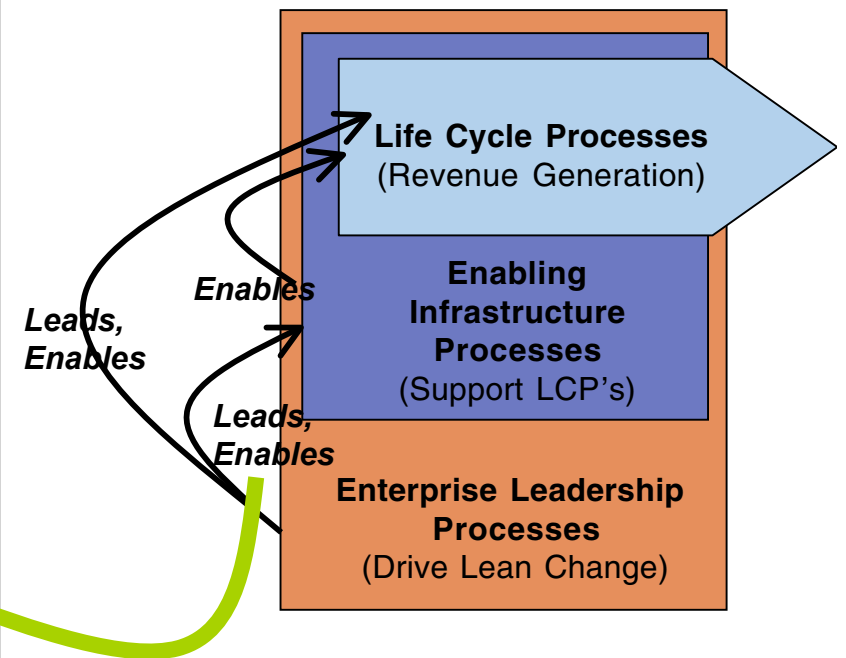 Life Cycle Processes
(Revenue Generation)
Enables
Enabling
Infrastructure
Processes
(Support LCP's)
Leads,
Enables
Leads,
Enables
Enterprise Leadership
Processes
(Drive Lean Change)